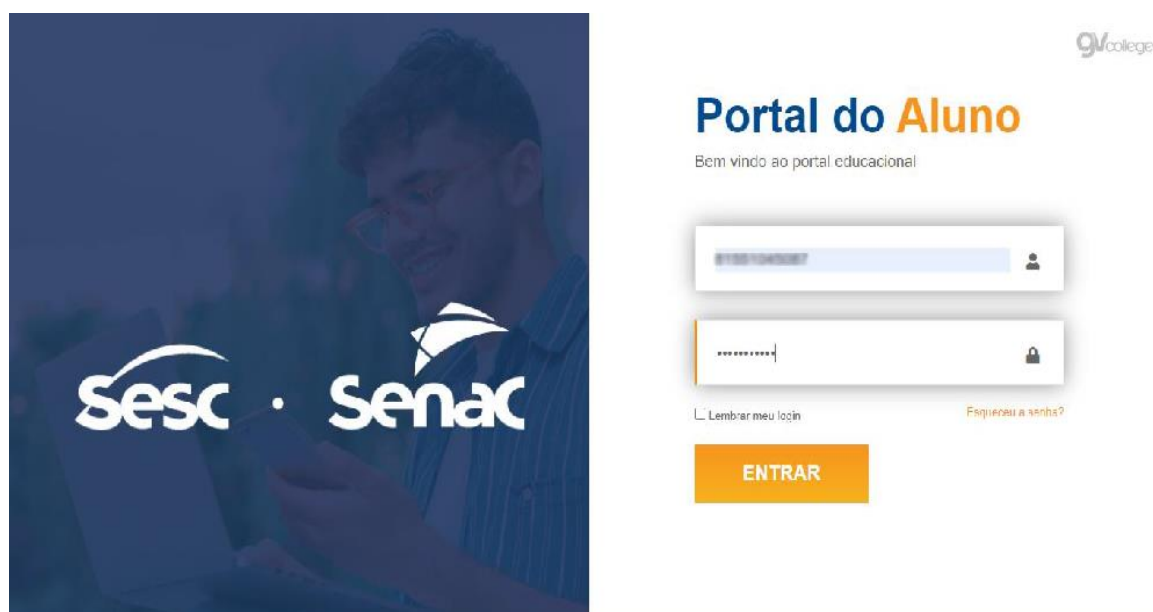 gvcollege
Portal do Aluno
Bem vindo ao portal educacional
Lembrar meu login
Esqueceu a senha?
ENTRAR
Sesc · Senac